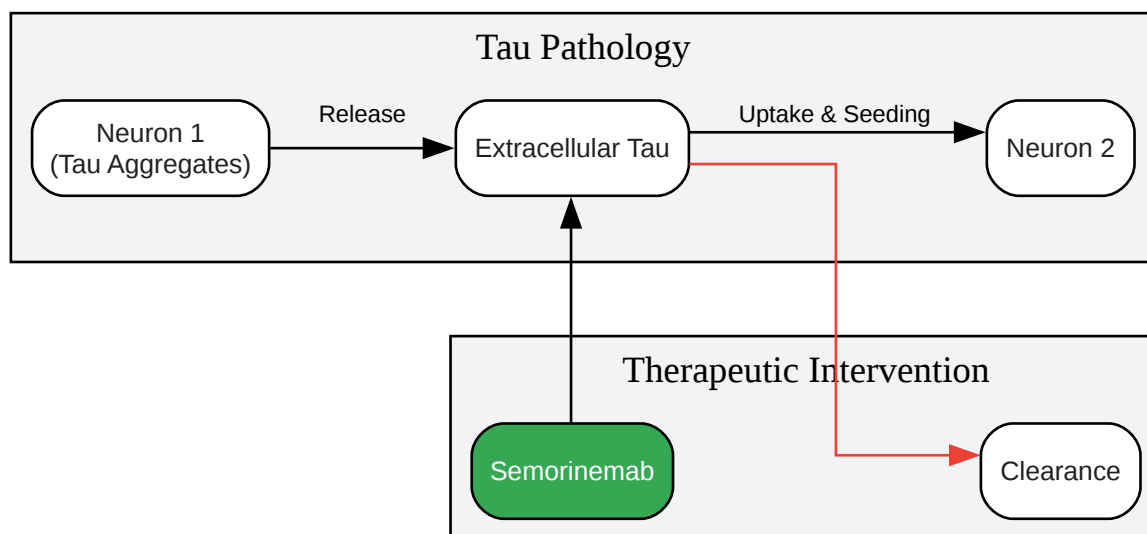 Tau Pathology
Neuron 1
(Tau Aggregates)
Release
Extracellular Tau
Uptake & Seeding
Neuron 2
Therapeutic Intervention
Semorinemab
Clearance